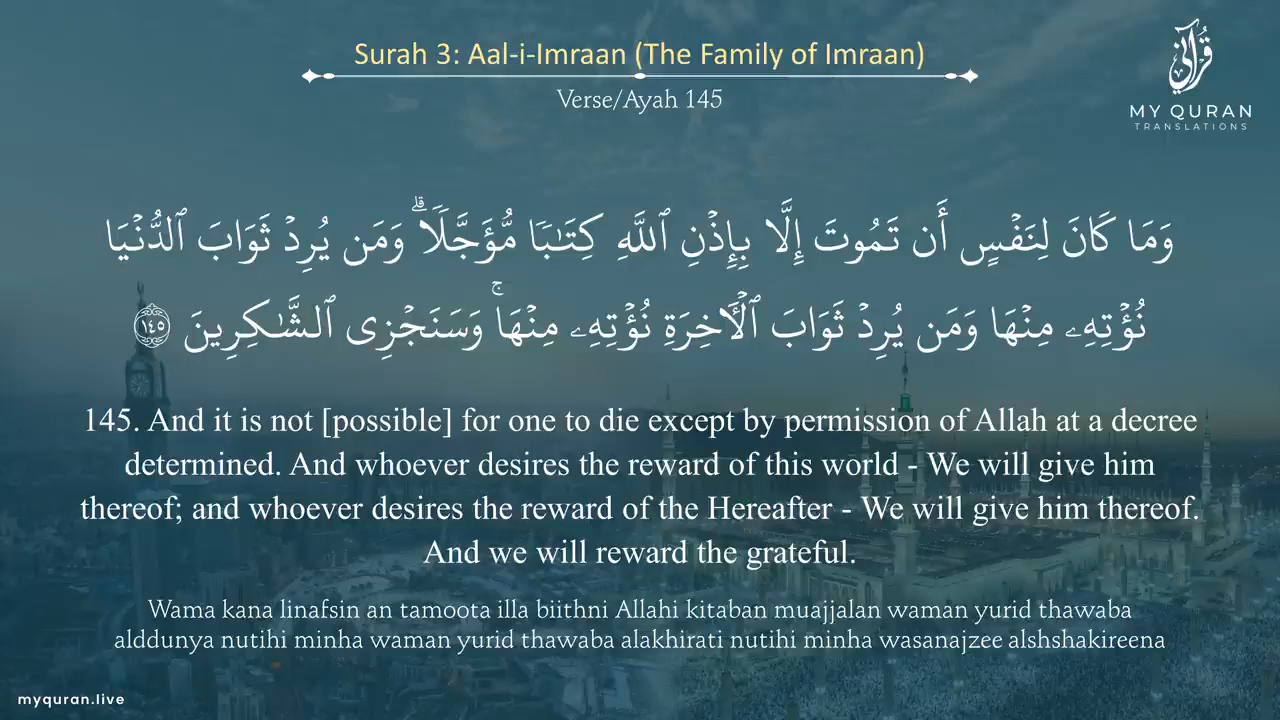 Surah 3: Aal-i-Imraan (The Family of Imraan)
Verse/Ayah 145
قرآني
MY QURAN
TRANSLATIONS
وَمَا كَانَ لِنَفْسٍ أَن تَمُوتَ إِلَّا بِإِذْنِ ٱللَّهِ كِتَـٰبًا مُّؤَجَّلًا ۗ وَمَن يُرِدْ ثَوَابَ ٱلدُّنْيَا
نُؤْتِهِۦ مِنْهَا وَمَن يُرِدْ ثَوَابَ ٱلْـَٔاخِرَةِ نُؤْتِهِۦ مِنْهَا ۚ وَسَنَجْزِى ٱلشَّـٰكِرِينَ ١٤٥
145. And it is not [possible] for one to die except by permission of Allah at a decree
determined. And whoever desires the reward of this world - We will give him
thereof; and whoever desires the reward of the Hereafter - We will give him thereof.
And we will reward the grateful.
Wama kana linafsin an tamoota illa biithni Allahi kitaban muajjalan waman yurid thawaba
alddunya nutihi minha waman yurid thawaba alakhirati nutihi minha wasanajzee alshshakireena
myquran.live